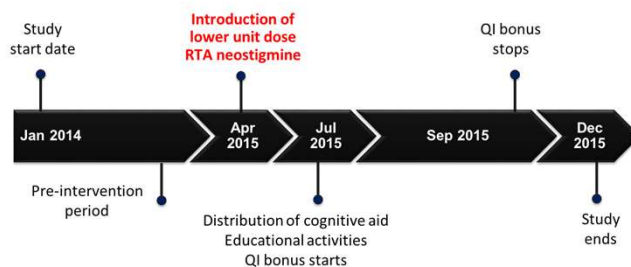 Study
start date
Introduction of
lower unit dose
RTA neostigmine
QI bonus
stops
Jan 2014
Apr
2015
Jul
2015
Sep 2015
Dec
2015
Pre-intervention
period
Distribution of cognitive aid
Educational activities
QI bonus starts
Study
ends